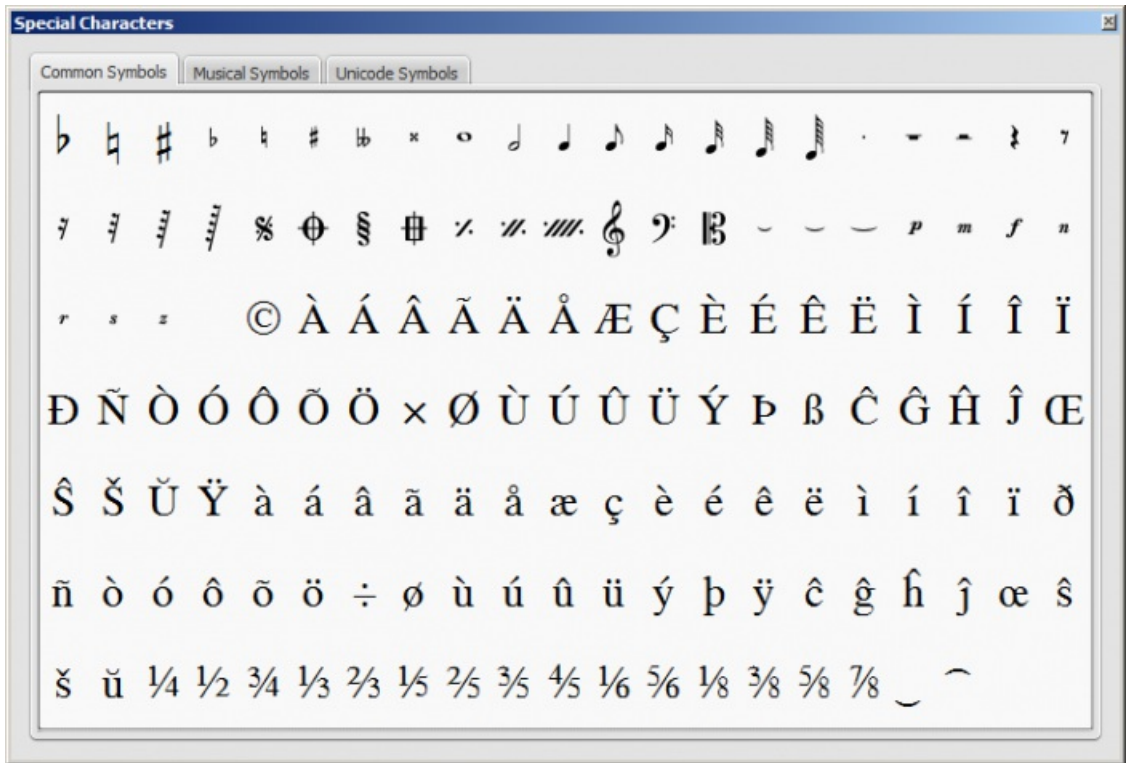 Special Characters
Common Symbols Musical Symbols Unicode Symbols
♭ ♮ ♯ ♭ ♮ ♯ 𝄫 𝄪 𝅝 𝅗𝅥 𝅘𝅥 𝅘𝅥𝅮 𝅘𝅥𝅯 𝅘𝅥𝅰 𝅘𝅥𝅱 𝅘𝅥𝅲 . 𝄻 𝄼 𝄽 𝄾
𝄿 𝅀 𝅁 𝅂 𝄋 𝄌 § 𝄎 𝄏 𝄞 𝄢 𝄡 ‿ ‿ ‿ p m f n
r s z © À Á Â Ã Ä Å Æ Ç È É Ê Ë Ì Í Î Ï
Ð Ñ Ò Ó Ô Õ Ö × Ø Ù Ú Û Ü Ý Þ ß Ĉ Ĝ Ĥ Ĵ Œ
Ŝ Š Ŭ Ÿ à á â ã ä å æ ç è é ê ë ì í î ï ð
ñ ò ó ô õ ö ÷ ø ù ú û ü ý þ ÿ ĉ ĝ ĥ ĵ œ ŝ
š ŭ ¼ ½ ¾ ⅓ ⅔ ⅕ ⅖ ⅗ ⅘ ⅙ ⅚ ⅛ ⅜ ⅝ ⅞ ‿ ⁀